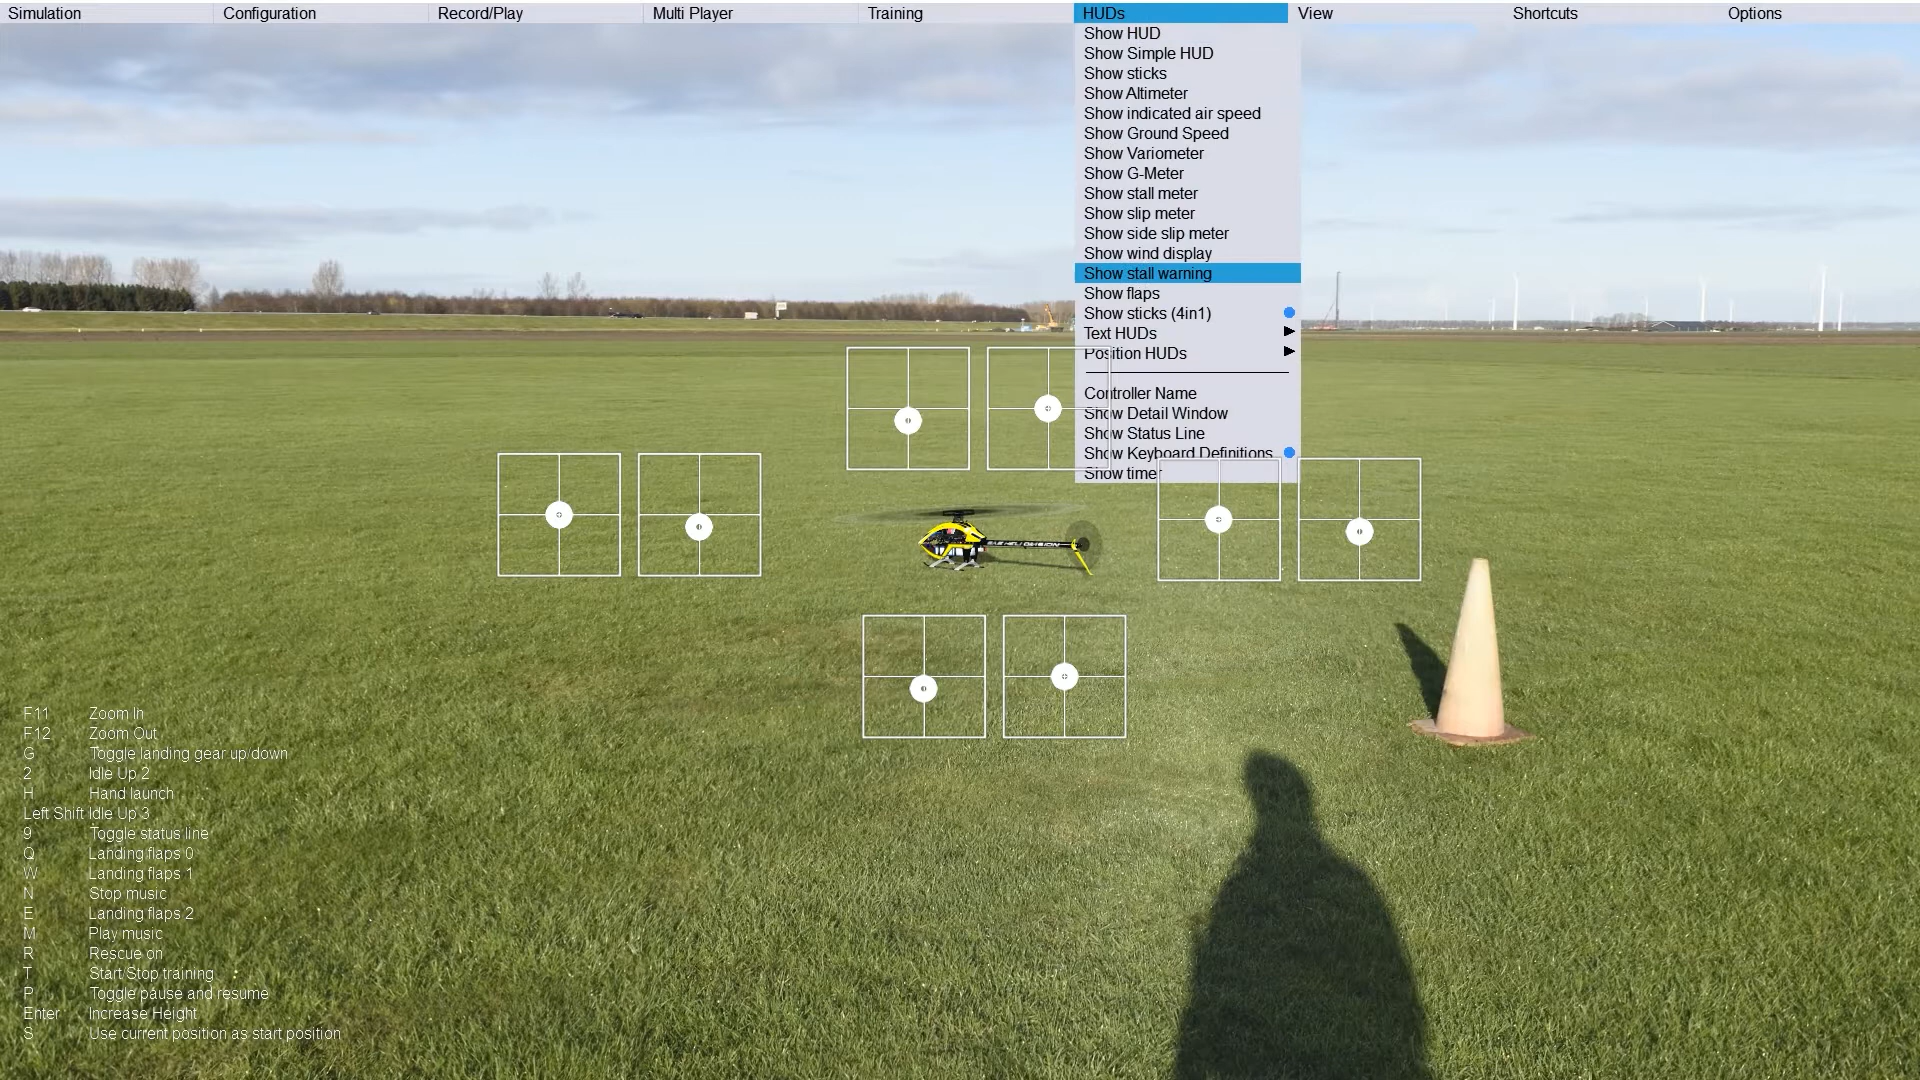 Simulation
Configuration
Record/Play
Multi Player
Training
HUDs
View
Shortcuts
Options
Show HUD
Show Simple HUD
Show sticks
Show Altimeter
Show indicated air speed
Show Ground Speed
Show Variometer
Show G-Meter
Show stall meter
Show slip meter
Show side slip meter
Show wind display
Show stall warning
Show flaps
Show sticks (4in1)
Text HUDs
Position HUDs
Controller Name
Show Detail Window
Show Status Line
Show Keyboard Definitions
Show timer
F11 Zoom In
F12 Zoom Out
G Toggle landing gear up/down
2 Idle Up 2
H Hand launch
Left Shift Idle Up 3
9 Toggle status line
Q Landing flaps 0
W Landing flaps 1
N Stop music
E Landing flaps 2
M Play music
R Rescue on
T Start/Stop training
P Toggle pause and resume
Enter Increase Height
S Use current position as start position